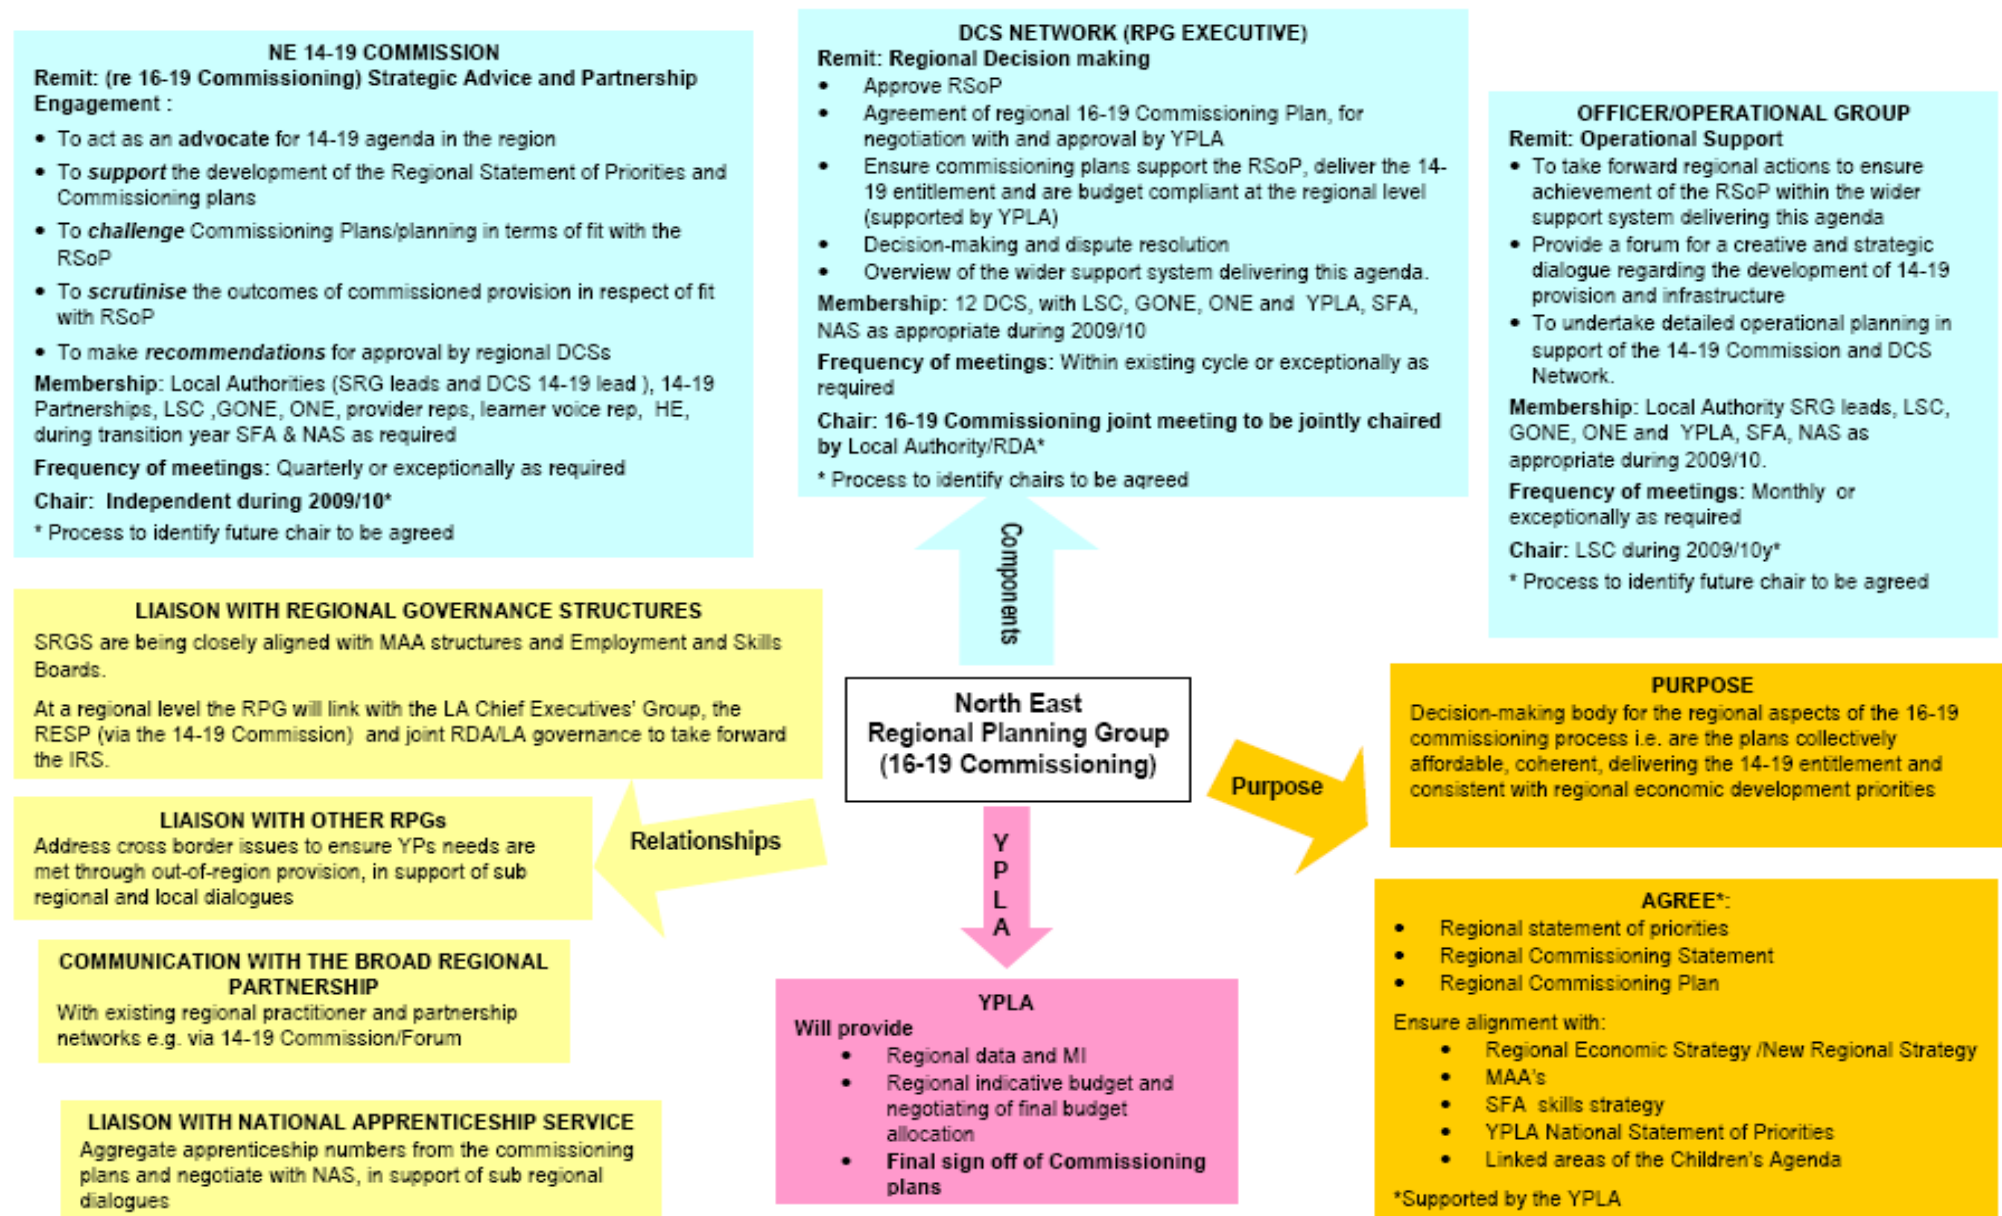 NE 14-19 COMMISSION
Remit: (re 16-19 Commissioning) Strategic Advice and Partnership
Engagement :
• To act as an advocate for 14-19 agenda in the region
• To support the development of the Regional Statement of Priorities and
Commissioning plans
• To challenge Commissioning Plans/planning in terms of fit with the
RSoP
• To scrutinise the outcomes of commissioned provision in respect of fit
with RSoP
• To make recommendations for approval by regional DCSs
Membership: Local Authorities (SRG leads and DCS 14-19 lead ), 14-19
Partnerships, LSC ,GONE, ONE, provider reps, learner voice rep, HE,
during transition year SFA & NAS as required
Frequency of meetings: Quarterly or exceptionally as required
Chair: Independent during 2009/10*
* Process to identify future chair to be agreed
DCS NETWORK (RPG EXECUTIVE)
Remit: Regional Decision making
• Approve RSoP
• Agreement of regional 16-19 Commissioning Plan, for
negotiation with and approval by YPLA
• Ensure commissioning plans support the RSoP, deliver the 14-
19 entitlement and are budget compliant at the regional level
(supported by YPLA)
• Decision-making and dispute resolution
• Overview of the wider support system delivering this agenda.
Membership: 12 DCS, with LSC, GONE, ONE and YPLA, SFA,
NAS as appropriate during 2009/10
Frequency of meetings: Within existing cycle or exceptionally as
required
Chair: 16-19 Commissioning joint meeting to be jointly chaired
by Local Authority/RDA*
* Process to identify chairs to be agreed
OFFICER/OPERATIONAL GROUP
Remit: Operational Support
• To take forward regional actions to ensure
achievement of the RSoP within the wider
support system delivering this agenda
• Provide a forum for a creative and strategic
dialogue regarding the development of 14-19
provision and infrastructure
• To undertake detailed operational planning in
support of the 14-19 Commission and DCS
Network.
Membership: Local Authority SRG leads, LSC,
GONE, ONE and YPLA, SFA, NAS as
appropriate during 2009/10.
Frequency of meetings: Monthly or
exceptionally as required
Chair: LSC during 2009/10y*
* Process to identify future chair to be agreed
Components
LIAISON WITH REGIONAL GOVERNANCE STRUCTURES
SRGS are being closely aligned with MAA structures and Employment and Skills
Boards.
At a regional level the RPG will link with the LA Chief Executives' Group, the
RESP (via the 14-19 Commission) and joint RDA/LA governance to take forward
the IRS.
North East
Regional Planning Group
(16-19 Commissioning)
PURPOSE
Decision-making body for the regional aspects of the 16-19
commissioning process i.e. are the plans collectively
affordable, coherent, delivering the 14-19 entitlement and
consistent with regional economic development priorities
Purpose
LIAISON WITH OTHER RPGs
Address cross border issues to ensure YPs needs are
met through out-of-region provision, in support of sub
regional and local dialogues
Relationships
Y
P
L
A
COMMUNICATION WITH THE BROAD REGIONAL
PARTNERSHIP
With existing regional practitioner and partnership
networks e.g. via 14-19 Commission/Forum
LIAISON WITH NATIONAL APPRENTICESHIP SERVICE
Aggregate apprenticeship numbers from the commissioning
plans and negotiate with NAS, in support of sub regional
dialogues
YPLA
Will provide
• Regional data and MI
• Regional indicative budget and
negotiating of final budget
allocation
• Final sign off of Commissioning
plans
AGREE*:
• Regional statement of priorities
• Regional Commissioning Statement
• Regional Commissioning Plan
Ensure alignment with:
• Regional Economic Strategy /New Regional Strategy
• MAA's
• SFA skills strategy
• YPLA National Statement of Priorities
• Linked areas of the Children's Agenda
*Supported by the YPLA